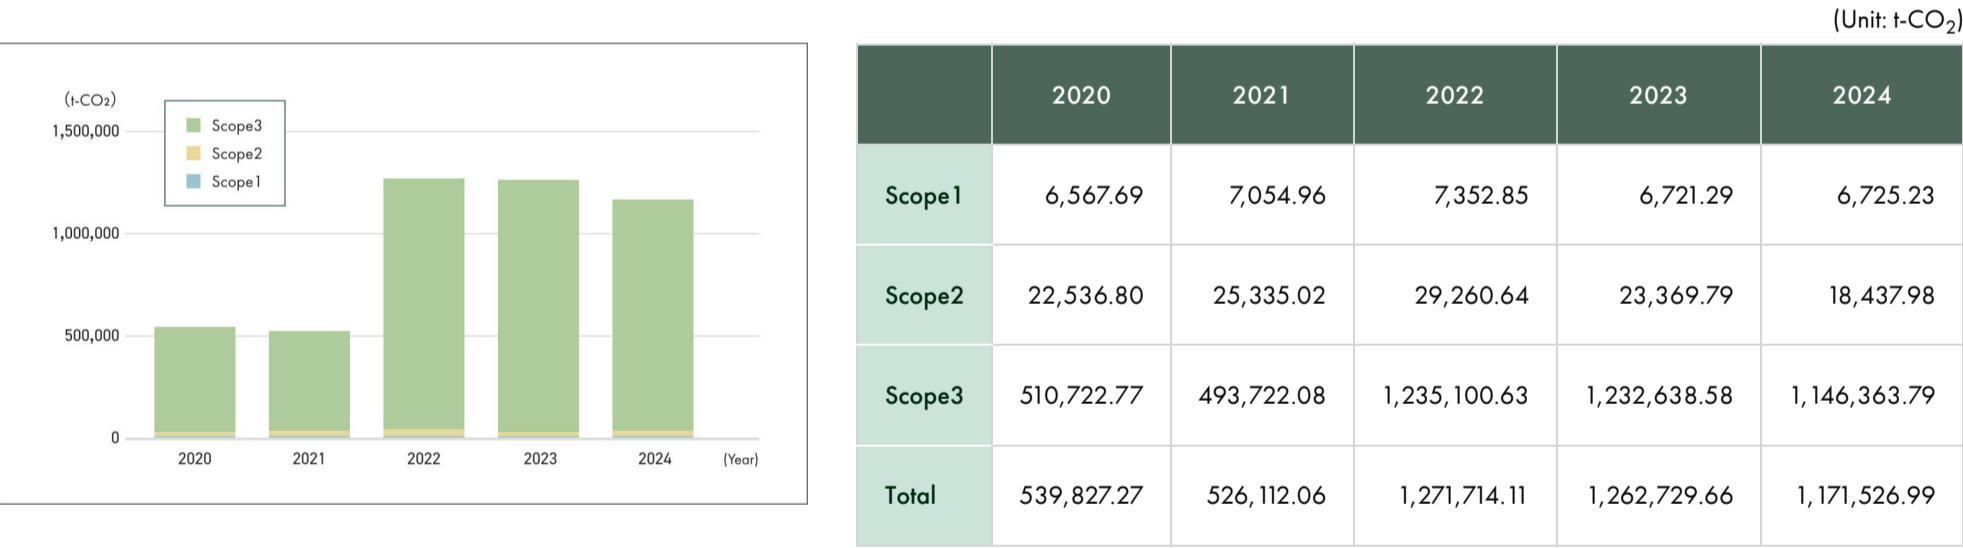 (t-CO₂)
1,500,000
1,000,000
500,000
0
Scope3
Scope2
Scope1
2020 2021 2022 2023 2024 (Year)
(Unit: t-CO₂)
2020 2021 2022 2023 2024
Scope1 6,567.69 7,054.96 7,352.85 6,721.29 6,725.23
Scope2 22,536.80 25,335.02 29,260.64 23,369.79 18,437.98
Scope3 510,722.77 493,722.08 1,235,100.63 1,232,638.58 1,146,363.79
Total 539,827.27 526,112.06 1,271,714.11 1,262,729.66 1,171,526.99